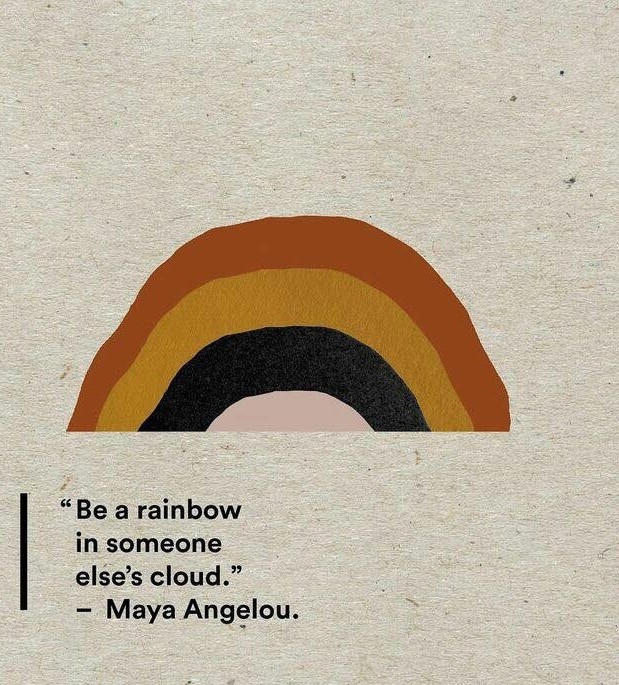 “Be a rainbow
in someone
else’s cloud.”
– Maya Angelou.